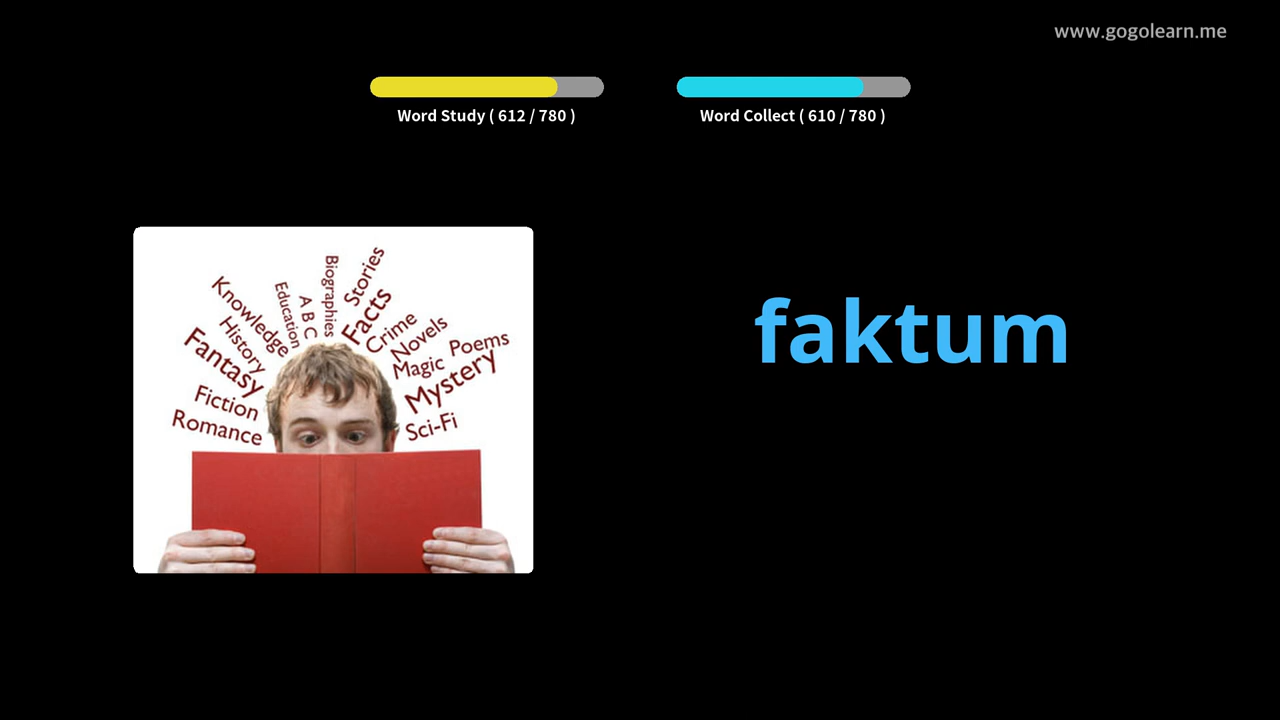 www.gogolearn.me
Word Study ( 612 / 780 )
Word Collect ( 610 / 780 )
faktum
Romance
Fiction
Fantasy
History
Knowledge
Education
A B C
Biographies
Stories
Facts
Crime
Novels
Magic
Poems
Mystery
Sci-Fi